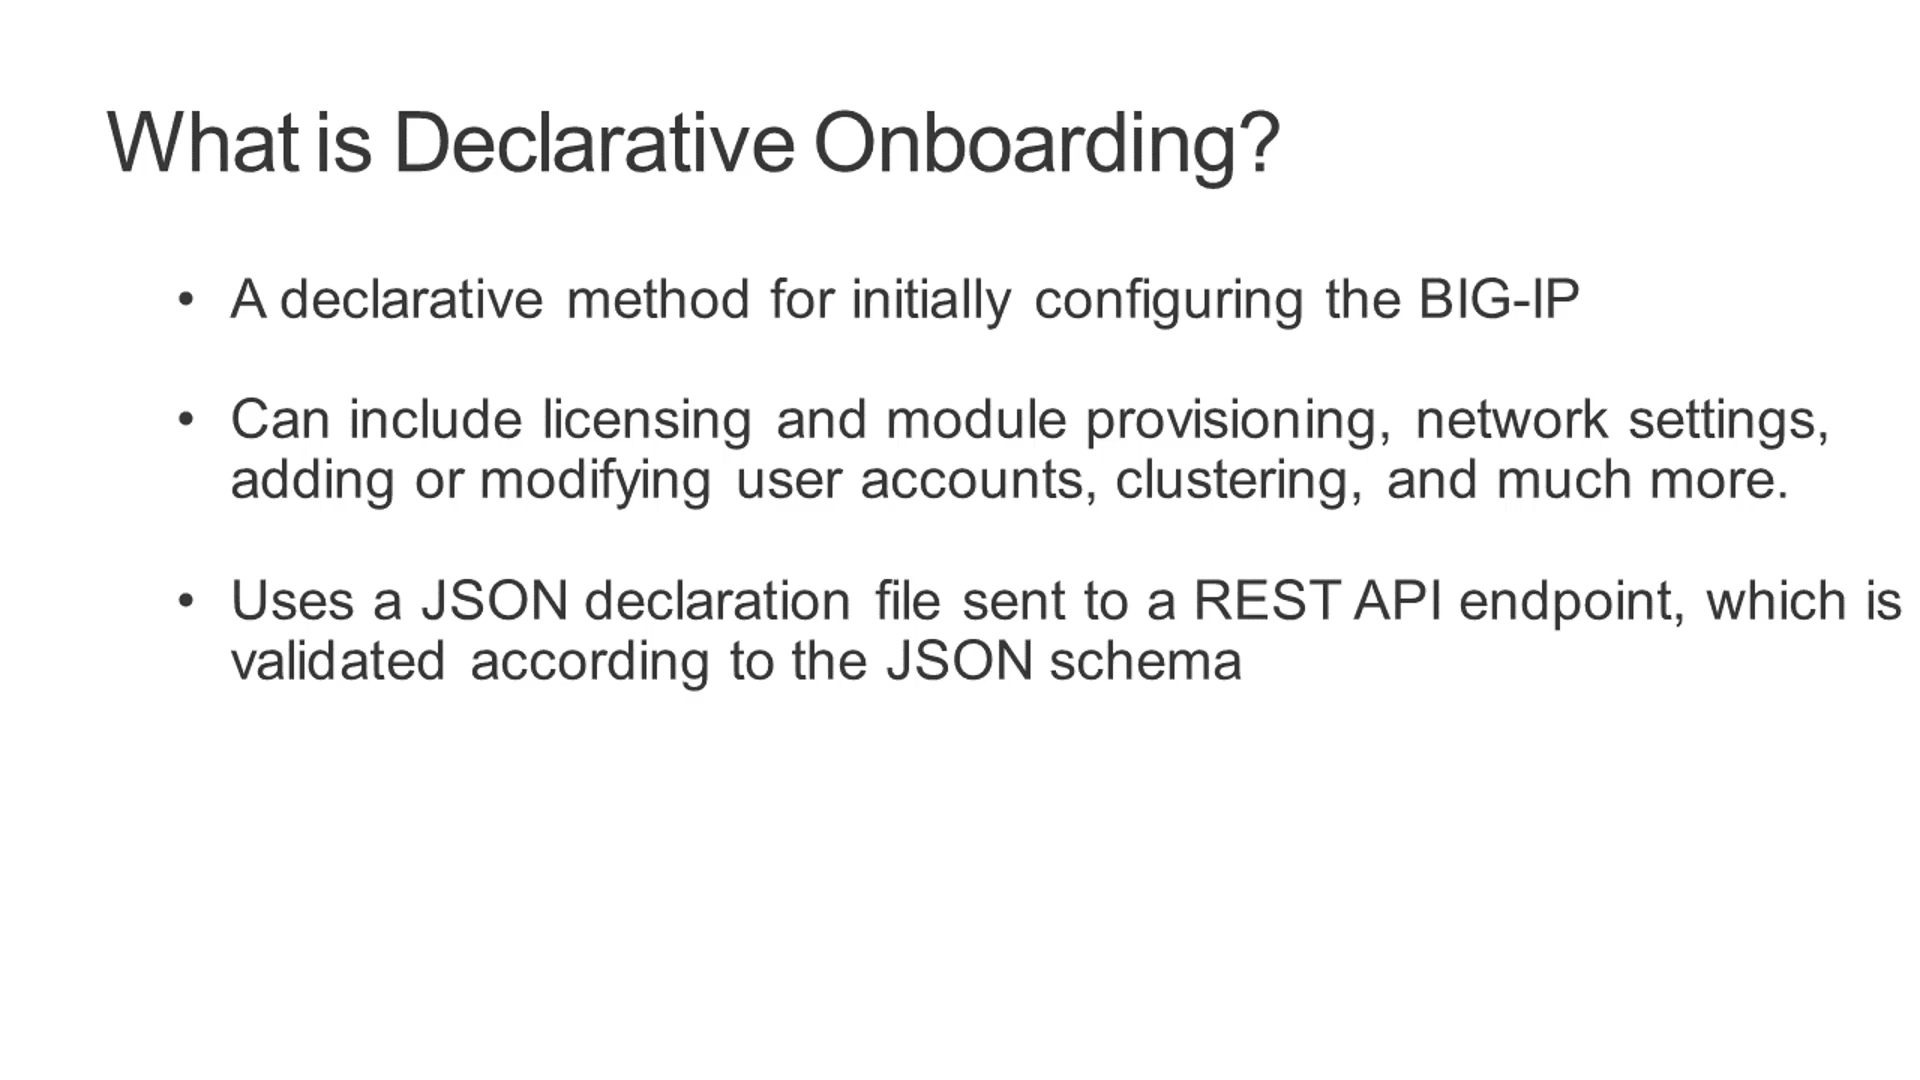 What is Declarative Onboarding?
• A declarative method for initially configuring the BIG-IP
• Can include licensing and module provisioning, network settings,
adding or modifying user accounts, clustering, and much more.
• Uses a JSON declaration file sent to a REST API endpoint, which is
validated according to the JSON schema